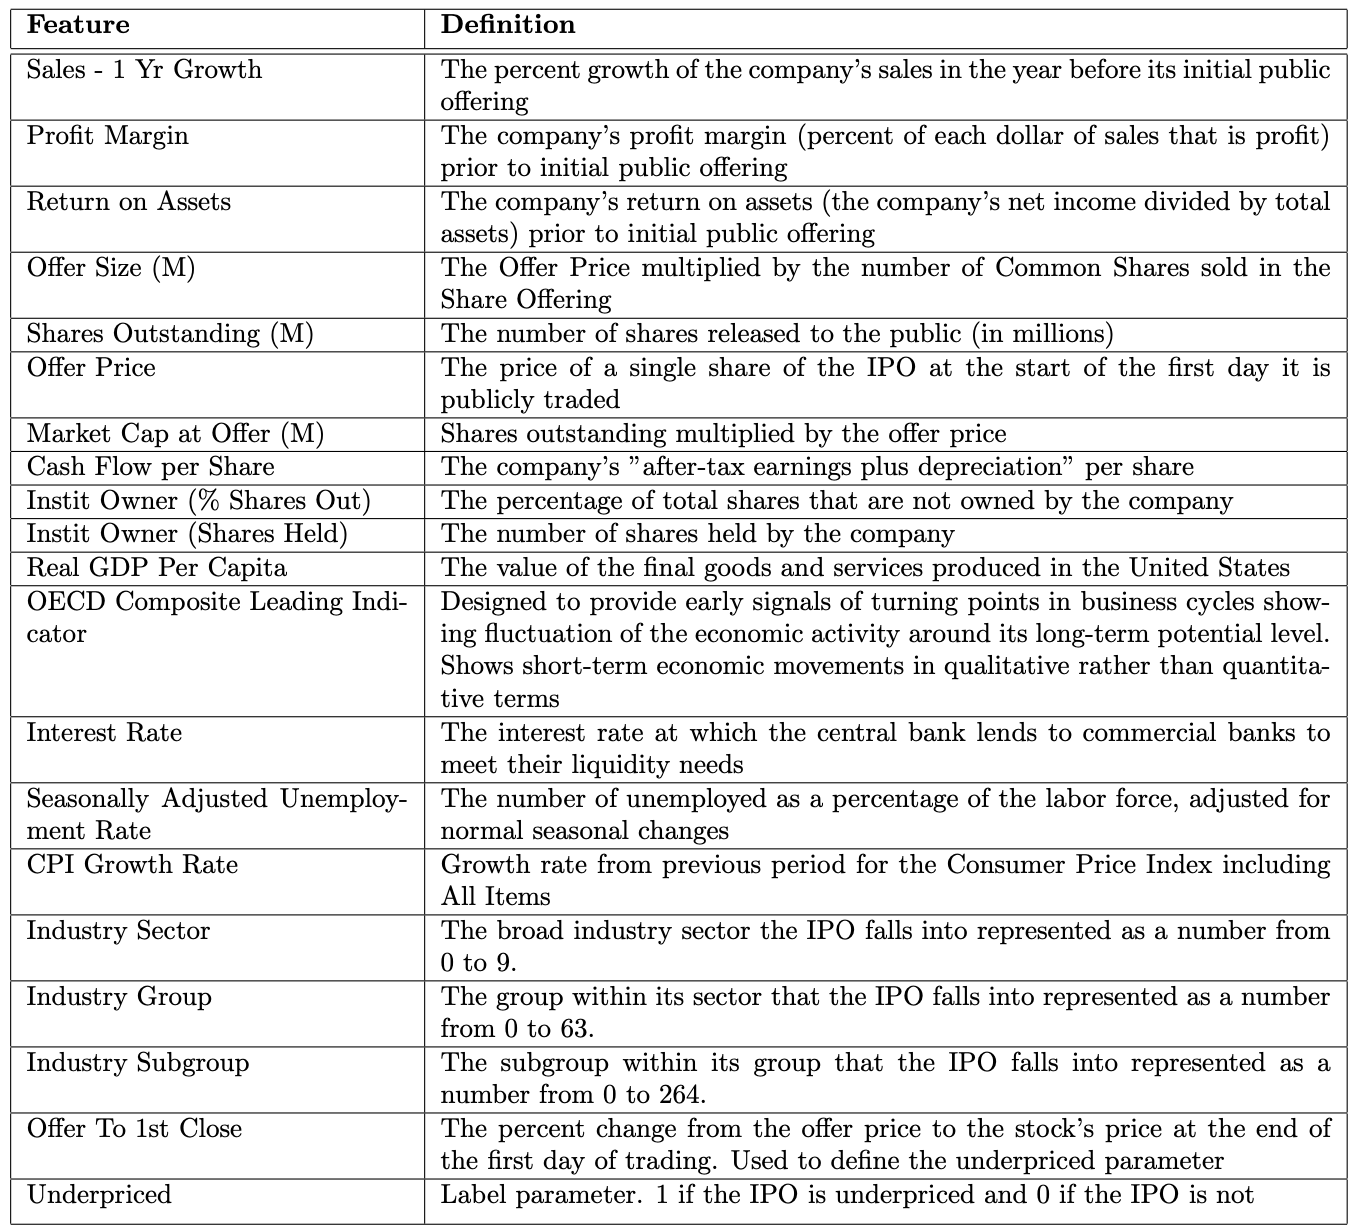 Feature Definition
Sales - 1 Yr Growth The percent growth of the company's sales in the year before its initial public
offering
Profit Margin The company's profit margin (percent of each dollar of sales that is profit)
prior to initial public offering
Return on Assets The company's return on assets (the company's net income divided by total
assets) prior to initial public offering
Offer Size (M) The Offer Price multiplied by the number of Common Shares sold in the
Share Offering
Shares Outstanding (M) The number of shares released to the public (in millions)
Offer Price The price of a single share of the IPO at the start of the first day it is
publicly traded
Market Cap at Offer (M) Shares outstanding multiplied by the offer price
Cash Flow per Share The company's ”after-tax earnings plus depreciation” per share
Instit Owner (% Shares Out) The percentage of total shares that are not owned by the company
Instit Owner (Shares Held) The number of shares held by the company
Real GDP Per Capita The value of the final goods and services produced in the United States
OECD Composite Leading Indi- Designed to provide early signals of turning points in business cycles show-
cator ing fluctuation of the economic activity around its long-term potential level.
Shows short-term economic movements in qualitative rather than quantita-
tive terms
Interest Rate The interest rate at which the central bank lends to commercial banks to
meet their liquidity needs
Seasonally Adjusted Unemploy- The number of unemployed as a percentage of the labor force, adjusted for
ment Rate normal seasonal changes
CPI Growth Rate Growth rate from previous period for the Consumer Price Index including
All Items
Industry Sector The broad industry sector the IPO falls into represented as a number from
0 to 9.
Industry Group The group within its sector that the IPO falls into represented as a number
from 0 to 63.
Industry Subgroup The subgroup within its group that the IPO falls into represented as a
number from 0 to 264.
Offer To 1st Close The percent change from the offer price to the stock's price at the end of
the first day of trading. Used to define the underpriced parameter
Underpriced Label parameter. 1 if the IPO is underpriced and 0 if the IPO is not